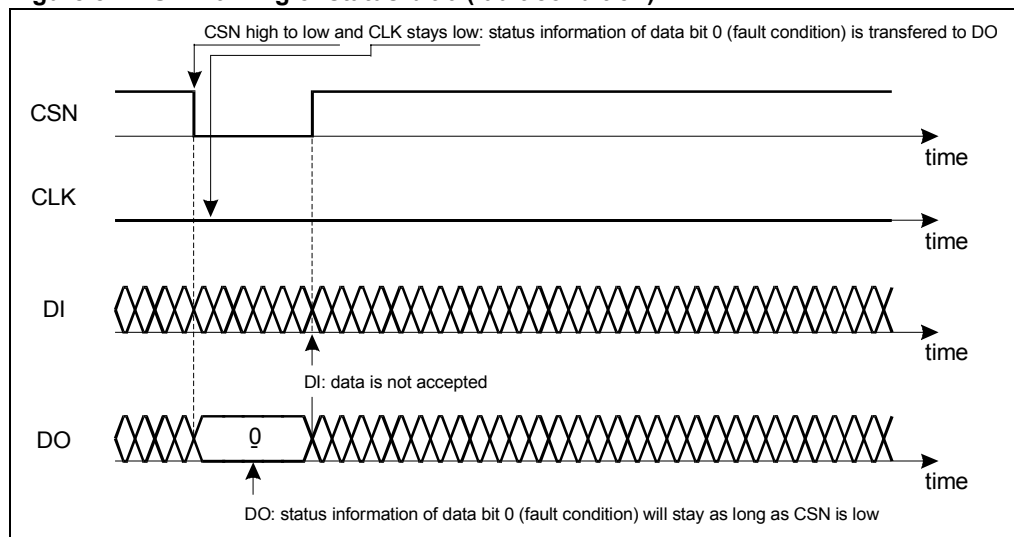 CSN high to low and CLK stays low: status information of data bit 0 (fault condition) is transfered to DO
CSN
time
CLK
time
DI
time
DI: data is not accepted
DO
0
time
DO: status information of data bit 0 (fault condition) will stay as long as CSN is low